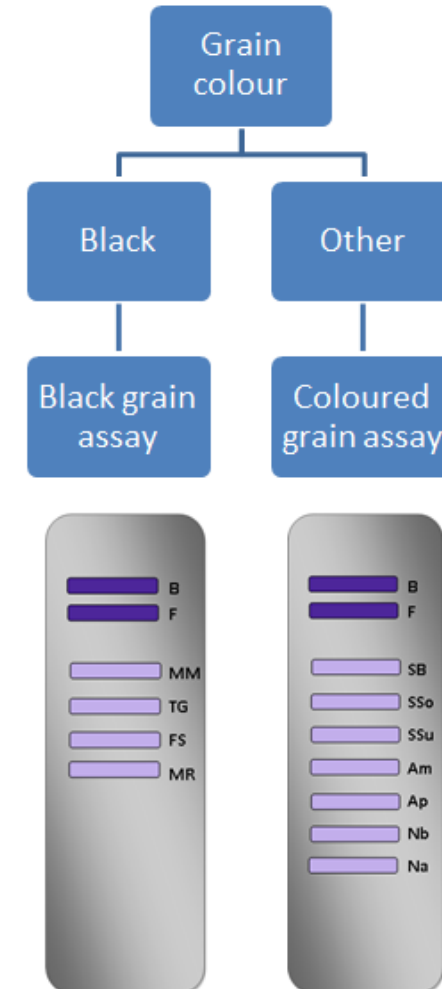 Grain
colour
Black
Other
Black grain
assay
Coloured
grain assay
B
F
MM
TG
FS
MR
B
F
SB
SSo
SSu
Am
Ap
Nb
Na